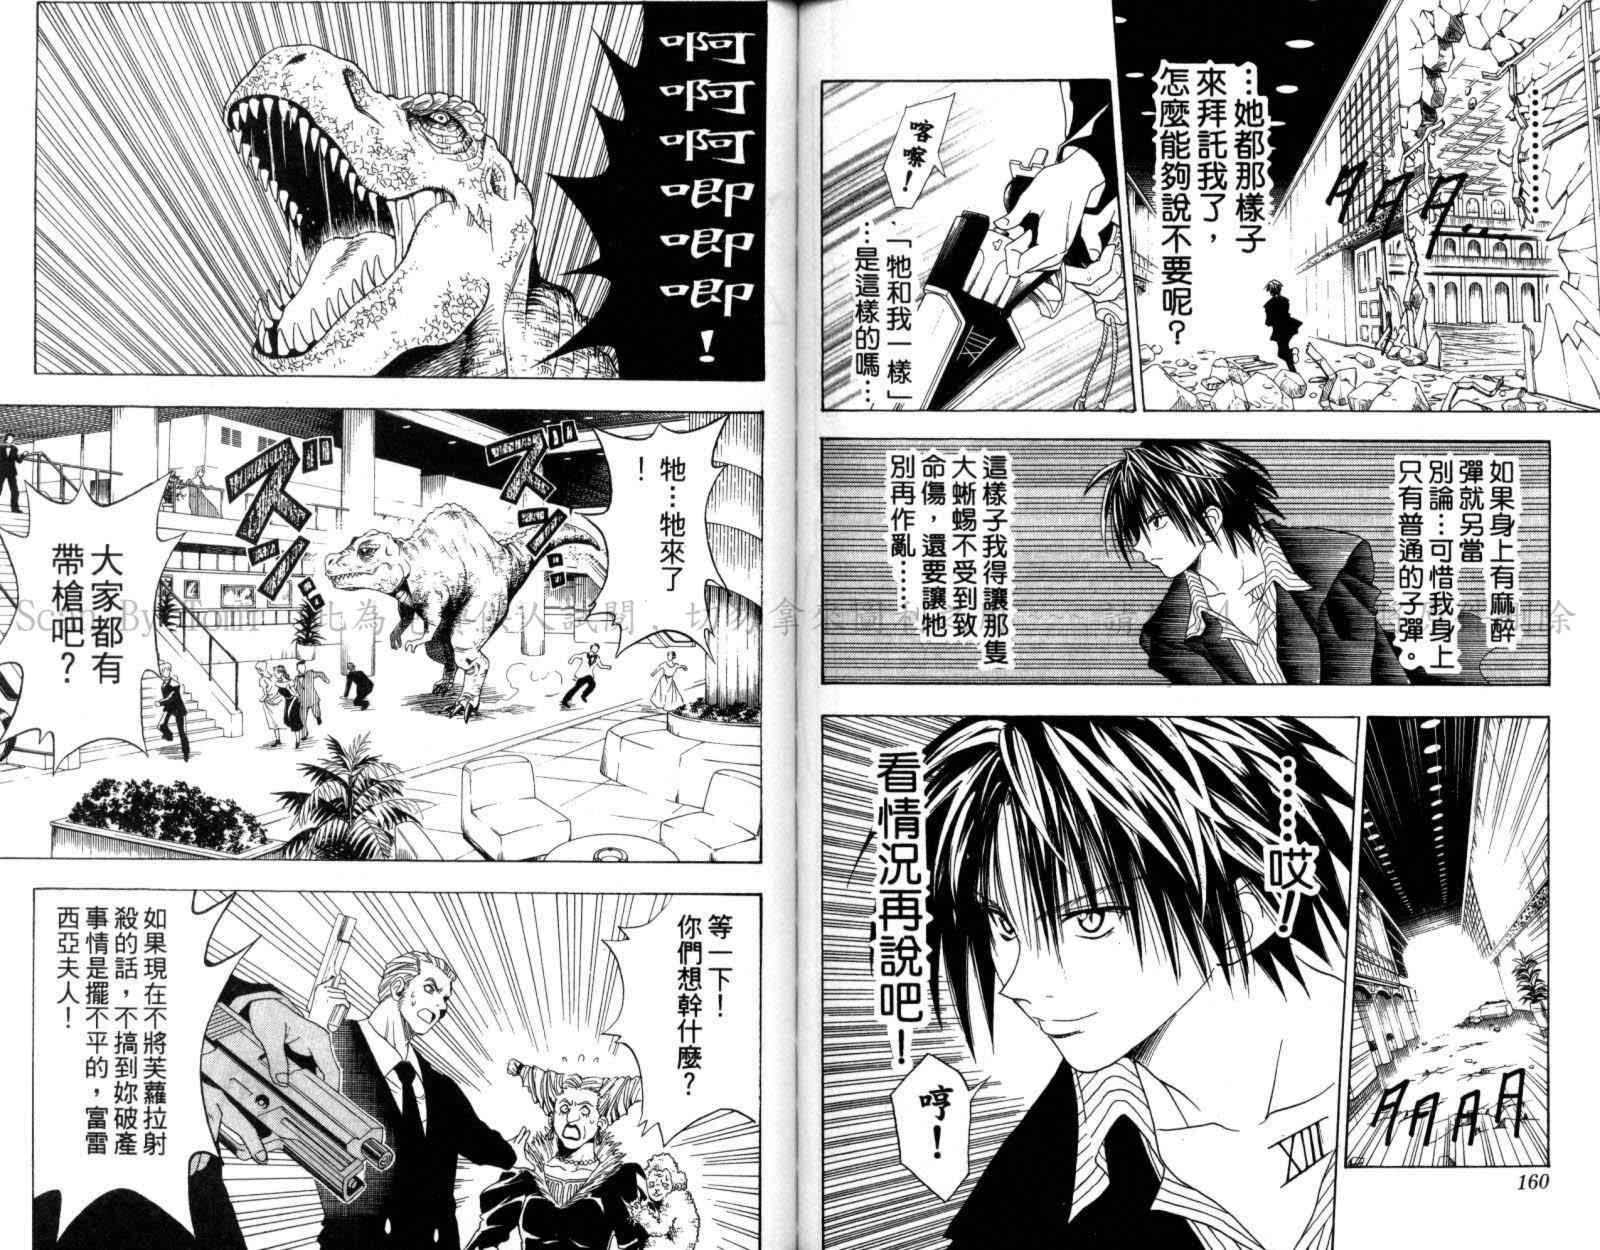 …………
…她都那樣子
來拜託我了，
怎麼能夠說不要呢？
喀嚓！
「牠和我一樣」
…是這樣的嗎…
XIII
如果身上有麻醉
彈就另當
別論…可惜我身上
只有普通的子彈。
這樣子我得讓那隻
大蜥蜴不受到致
命傷，還要讓牠
別再作亂……
………哎！
看情況再說吧！
哼！
XIII
160
啊啊啊唧唧唧！
牠…牠來了
！
大家都有
帶槍吧？
等一下！
你們想幹什麼？
如果現在不將芙蘿拉射
殺的話，不搞到妳破產
事情是擺不平的，富雷
西亞夫人！